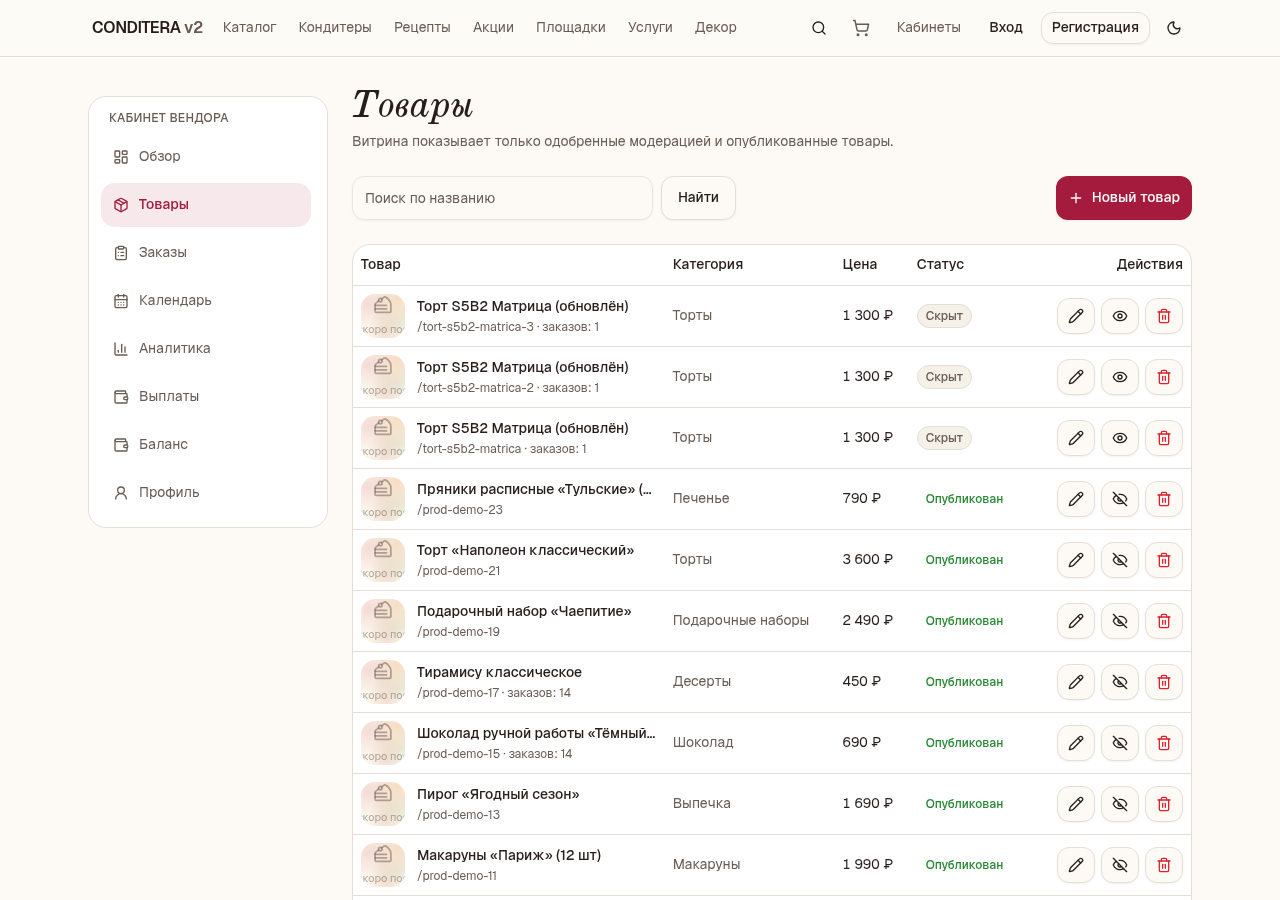 CONDITERA v2 Каталог Кондитеры Рецепты Акции Площадки Услуги Декор Кабинеты Вход Регистрация
КАБИНЕТ ВЕНДОРА
Обзор
Товары
Заказы
Календарь
Аналитика
Выплаты
Баланс
Профиль
Товары
Витрина показывает только одобренные модерацией и опубликованные товары.
Поиск по названию Найти Новый товар
Товар Категория Цена Статус Действия
Торт S5B2 Матрица (обновлён)
/tort-s5b2-matrica-3 · заказов: 1
Торты 1 300 ₽ Скрыт
Торт S5B2 Матрица (обновлён)
/tort-s5b2-matrica-2 · заказов: 1
Торты 1 300 ₽ Скрыт
Торт S5B2 Матрица (обновлён)
/tort-s5b2-matrica · заказов: 1
Торты 1 300 ₽ Скрыт
Пряники расписные «Тульские» (…
/prod-demo-23
Печенье 790 ₽ Опубликован
Торт «Наполеон классический»
/prod-demo-21
Торты 3 600 ₽ Опубликован
Подарочный набор «Чаепитие»
/prod-demo-19
Подарочные наборы 2 490 ₽ Опубликован
Тирамису классическое
/prod-demo-17 · заказов: 14
Десерты 450 ₽ Опубликован
Шоколад ручной работы «Тёмный…
/prod-demo-15 · заказов: 14
Шоколад 690 ₽ Опубликован
Пирог «Ягодный сезон»
/prod-demo-13
Выпечка 1 690 ₽ Опубликован
Макаруны «Париж» (12 шт)
/prod-demo-11
Макаруны 1 990 ₽ Опубликован